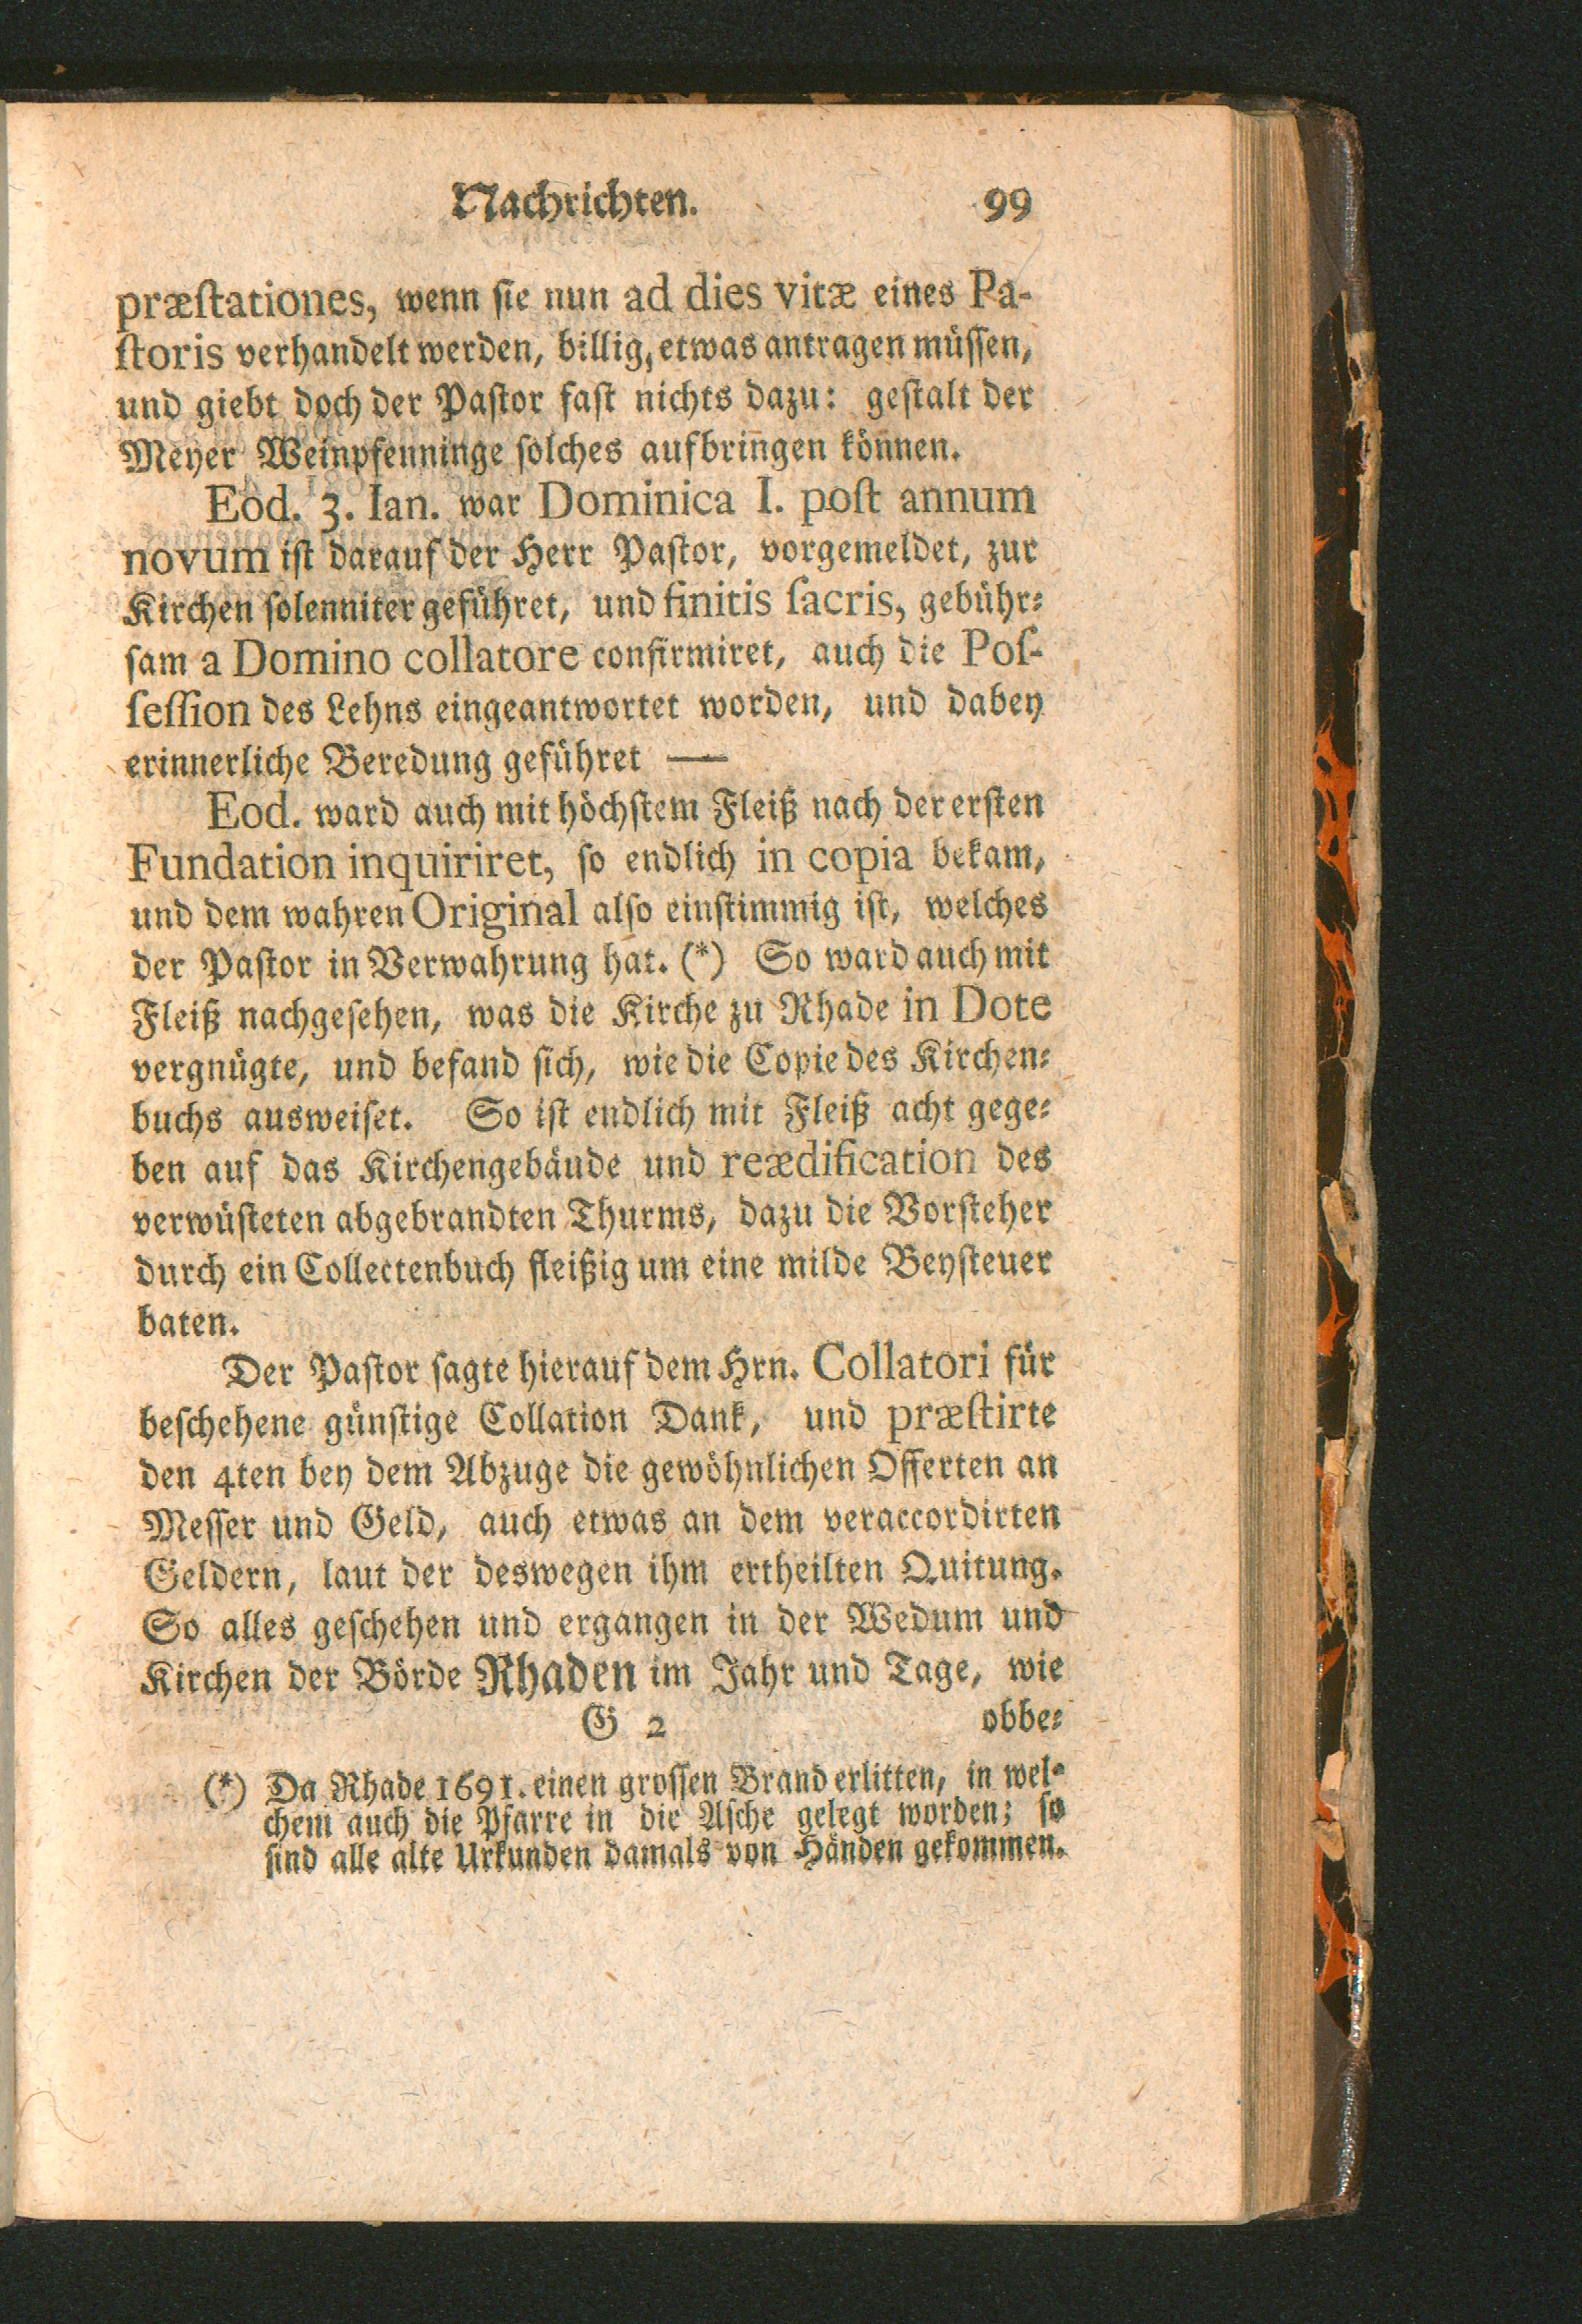 Nachrichten. 99
præſtationes, wenn ſie nun ad dies vitæ eines Pa-
ſtoris verhandelt werden, billig, etwas antragen müſſen,
und giebt doch der Paſtor faſt nichts dazu: geſtalt der
Meyer Weinpfenninge ſolches aufbringen können.
Eod. 3. Ian. war Dominica I. poſt annum
novum iſt darauf der Herr Paſtor, vorgemeldet, zur
Kirchen ſolenniter geführet, und finitis ſacris, gebühr⸗
ſam a Domino collatore confirmiret, auch die Poſ-
ſeſſion des Lehns eingeantwortet worden, und dabey
erinnerliche Beredung geführet —
Eod. ward auch mit höchſtem Fleiß nach der erſten
Fundation inquiriret, ſo endlich in copia bekam,
und dem wahren Original alſo einſtimmig iſt, welches
der Paſtor in Verwahrung hat. (*) So ward auch mit
Fleiß nachgeſehen, was die Kirche zu Rhade in Dote
vergnügte, und befand ſich, wie die Copie des Kirchen⸗
buchs ausweiſet. So iſt endlich mit Fleiß acht gege⸗
ben auf das Kirchengebäude und reædification des
verwüſteten abgebrandten Thurms, dazu die Vorſteher
durch ein Collectenbuch fleißig um eine milde Beyſteuer
baten.
Der Paſtor ſagte hierauf dem Hrn. Collatori für
beſchehene günſtige Collation Dank, und præſtirte
den 4ten bey dem Abzuge die gewöhnlichen Offerten an
Meſſer und Geld, auch etwas an dem veraccordirten
Geldern, laut der deswegen ihm ertheilten Quitung.
So alles geſchehen und ergangen in der Wedum und
Kirchen der Börde Rhaden im Jahr und Tage, wie
G 2 obbe⸗
(*) Da Rhade 1691. einen groſſen Brand erlitten, in wel⸗
chem auch die Pfarre in die Aſche gelegt worden; ſo
ſind alle alte Urkunden damals von Händen gekommen.